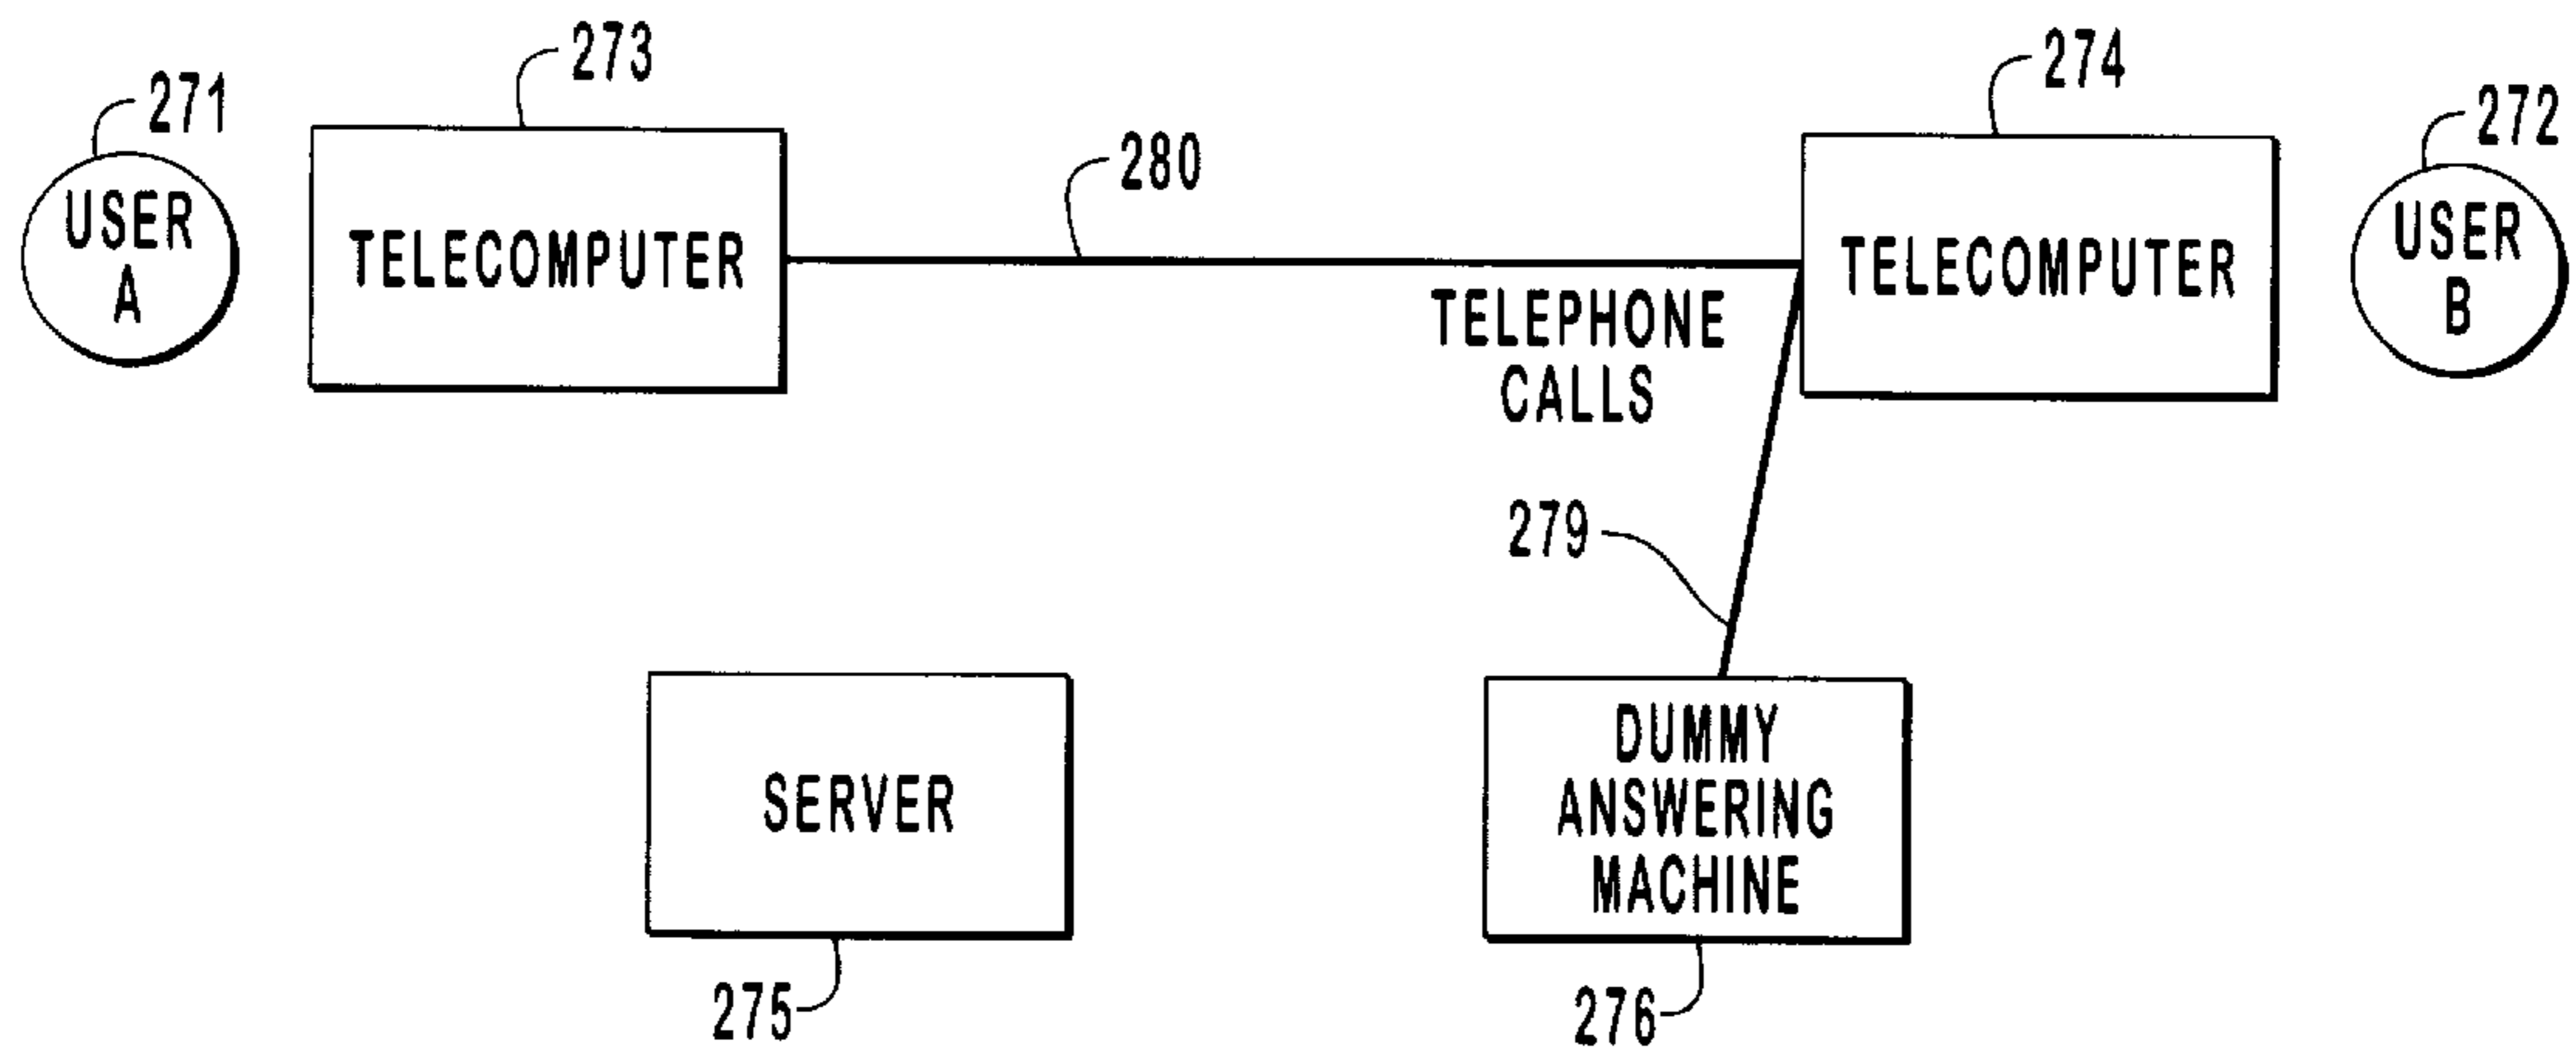 273
274
271
272
280
USER
A
TELECOMPUTER
TELECOMPUTER
USER
B
TELEPHONE
CALLS
279
SERVER
DUMMY
ANSWERING
MACHINE
275
276